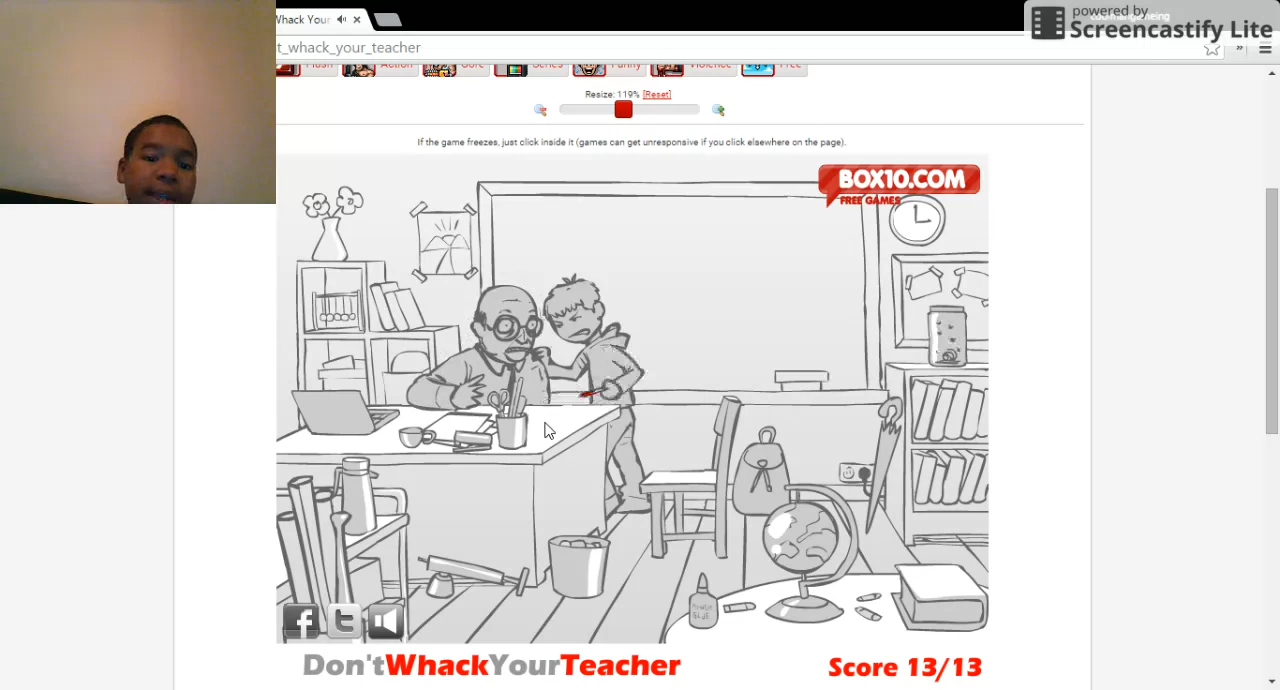 Whack Your
powered by
Screencastify Lite
t_whack_your_teacher
Flash Action Gore Series Funny Violence Free
Resize: 119% [Reset]
If the game freezes, just click inside it (games can get unresponsive if you click elsewhere on the page).
BOX10.COM
FREE GAMES
GLUE
Don'tWhackYourTeacher
Score 13/13